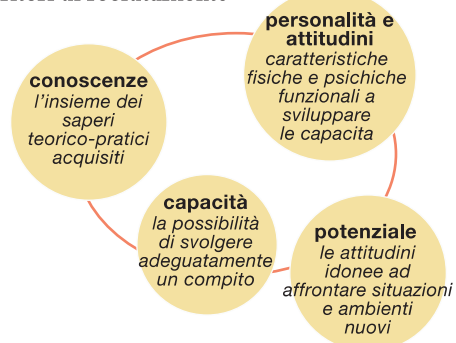 personalità e
attitudini
caratteristiche
fisiche e psichiche
funzionali a
sviluppare
le capacita
conoscenze
l'insieme dei
saperi
teorico-pratici
acquisiti
capacità
la possibilità
di svolgere
adeguatamente
un compito
potenziale
le attitudini
idonee ad
affrontare situazioni
e ambienti
nuovi